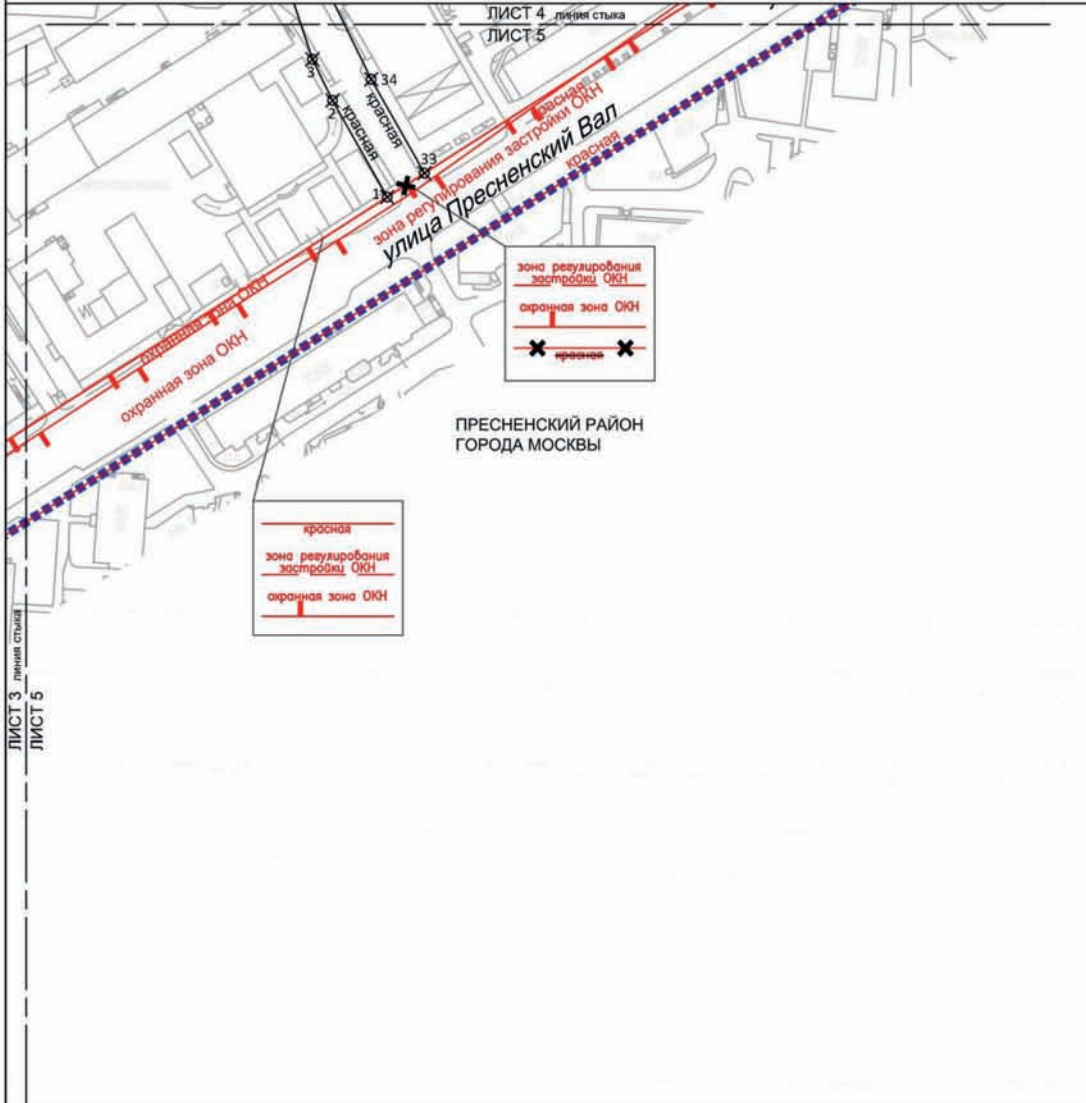 ЛИСТ 4 линия стыка
ЛИСТ 5
3
34
2
красная
красная
33
1
красная
зона регулирования застройки ОКН
улица Пресненский Вал
красная
охранная зона ОКН
охранная зона ОКН
И
зона регулирования
застройки ОКН
охранная зона ОКН
красная
ПРЕСНЕНСКИЙ РАЙОН
ГОРОДА МОСКВЫ
красная
зона регулирования
застройки ОКН
охранная зона ОКН
ЛИСТ 3 линия стыка
ЛИСТ 5